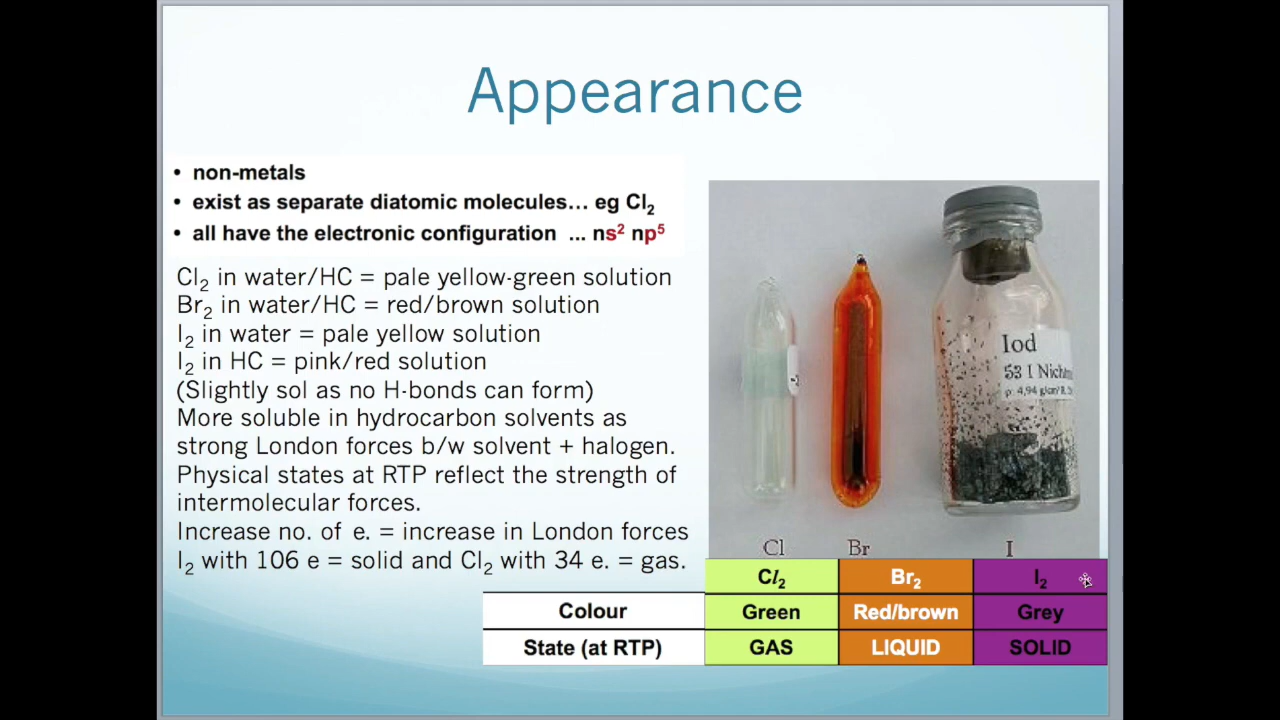 Appearance
• non-metals
• exist as separate diatomic molecules… eg Cl₂
• all have the electronic configuration ... ns² np⁵
Cl₂ in water/HC = pale yellow-green solution
Br₂ in water/HC = red/brown solution
I₂ in water = pale yellow solution
I₂ in HC = pink/red solution
(Slightly sol as no H-bonds can form)
More soluble in hydrocarbon solvents as
strong London forces b/w solvent + halogen.
Physical states at RTP reflect the strength of
intermolecular forces.
Increase no. of e. = increase in London forces
I₂ with 106 e = solid and Cl₂ with 34 e. = gas.
Iod
53 I
ρ: 4,94 g/cm³
Cl Br I
Cl₂ Br₂ I₂
Colour Green Red/brown Grey
State (at RTP) GAS LIQUID SOLID